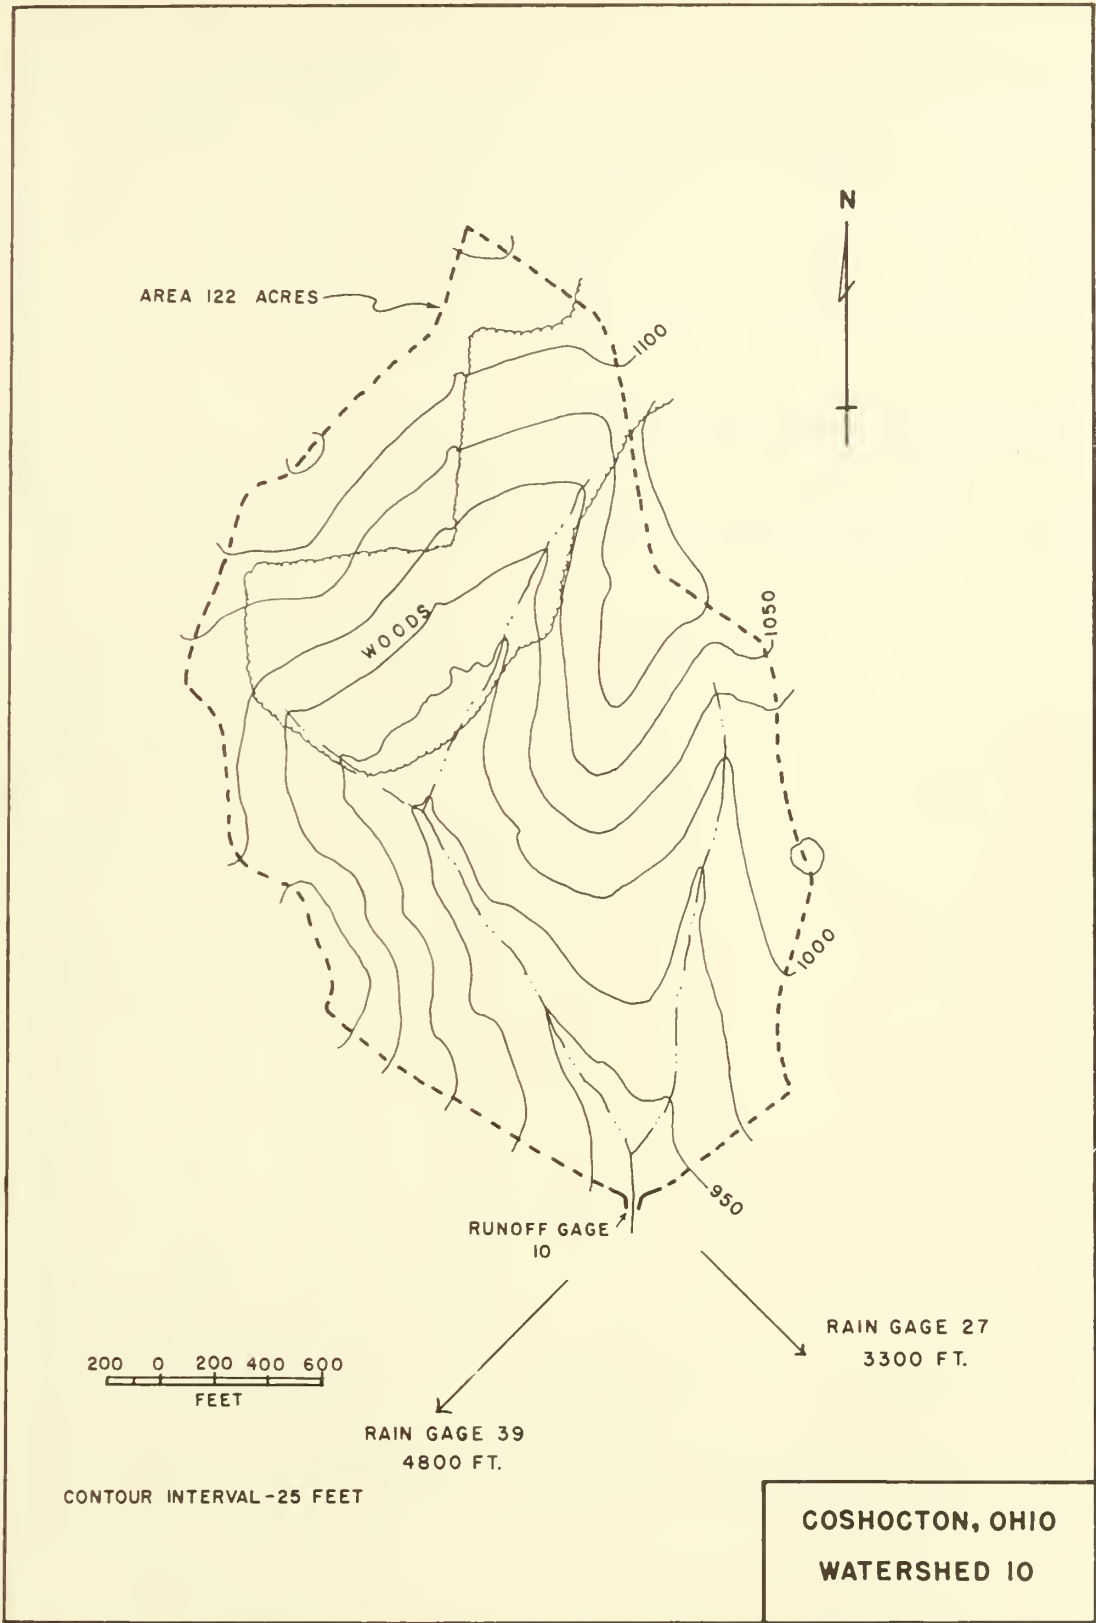 N
AREA 122 ACRES
1100
1050
WOODS
1000
950
RUNOFF GAGE
10
RAIN GAGE 27
3300 FT.
200 0 200 400 600
FEET
RAIN GAGE 39
4800 FT.
CONTOUR INTERVAL-25 FEET
COSHOCTON, OHIO
WATERSHED 10